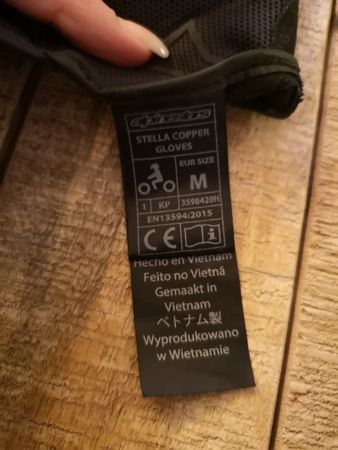 alpinestars
STELLA COPPER
GLOVES
EUR SIZE
M
1 KP 3598420H
EN13594:2015
CE i
Hecho en Vietnam
Feito no Vietnã
Gemaakt in
Vietnam
ベトナム製
Wyprodukowano
w Wietnamie